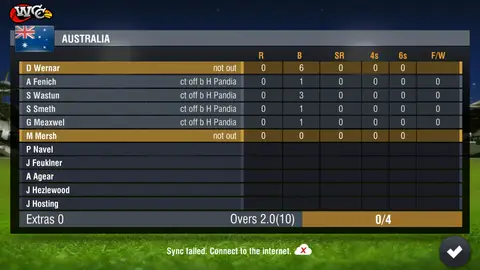 WCC
AUSTRALIA
R B SR 4s 6s F/W
D Wernar not out 0 6 0 0 0
A Fenich ct off b H Pandia 0 1 0 0 0 0
S Wastun ct off b H Pandia 0 3 0 0 0 0
S Smeth ct off b H Pandia 0 1 0 0 0 0
G Meaxwel ct off b H Pandia 0 1 0 0 0 0
M Mersh not out 0 0 0 0 0
P Navel
J Feuklner
A Agear
J Hezlewood
J Hosting
Extras 0 Overs 2.0(10) 0/4
Sync failed. Connect to the internet.